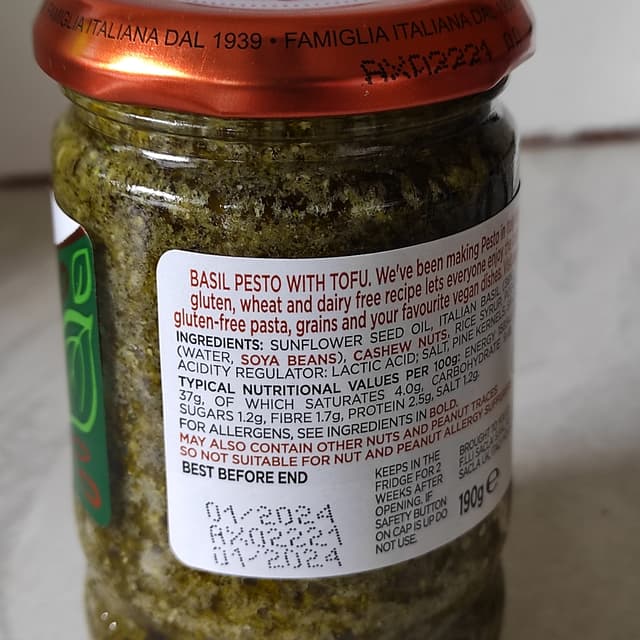 FAMIGLIA ITALIANA DAL 1939 • FAMIGLIA ITALIANA DAL
AX02221
BASIL PESTO WITH TOFU. We've been making Pesto in
gluten, wheat and dairy free recipe lets everyone enjoy
gluten-free pasta, grains and your favourite vegan dishes.
INGREDIENTS: SUNFLOWER SEED OIL, ITALIAN BASIL
(WATER, SOYA BEANS), CASHEW NUTS, RICE SYRUP,
ACIDITY REGULATOR: LACTIC ACID; SALT, PINE KERNELS,
TYPICAL NUTRITIONAL VALUES PER 100g: ENERGY
37g, OF WHICH SATURATES 4.0g, CARBOHYDRATE
SUGARS 1.2g, FIBRE 1.7g, PROTEIN 2.5g, SALT 1.2g.
FOR ALLERGENS, SEE INGREDIENTS IN BOLD.
MAY ALSO CONTAIN OTHER NUTS AND PEANUT TRACES
SO NOT SUITABLE FOR NUT AND PEANUT ALLERGY SUFFERERS.
BEST BEFORE END
01/2024
AX02221
01/2024
KEEPS IN THE
FRIDGE FOR 2
WEEKS AFTER
OPENING. IF
SAFETY BUTTON
ON CAP IS UP DO
NOT USE.
BROUGHT TO
190g e